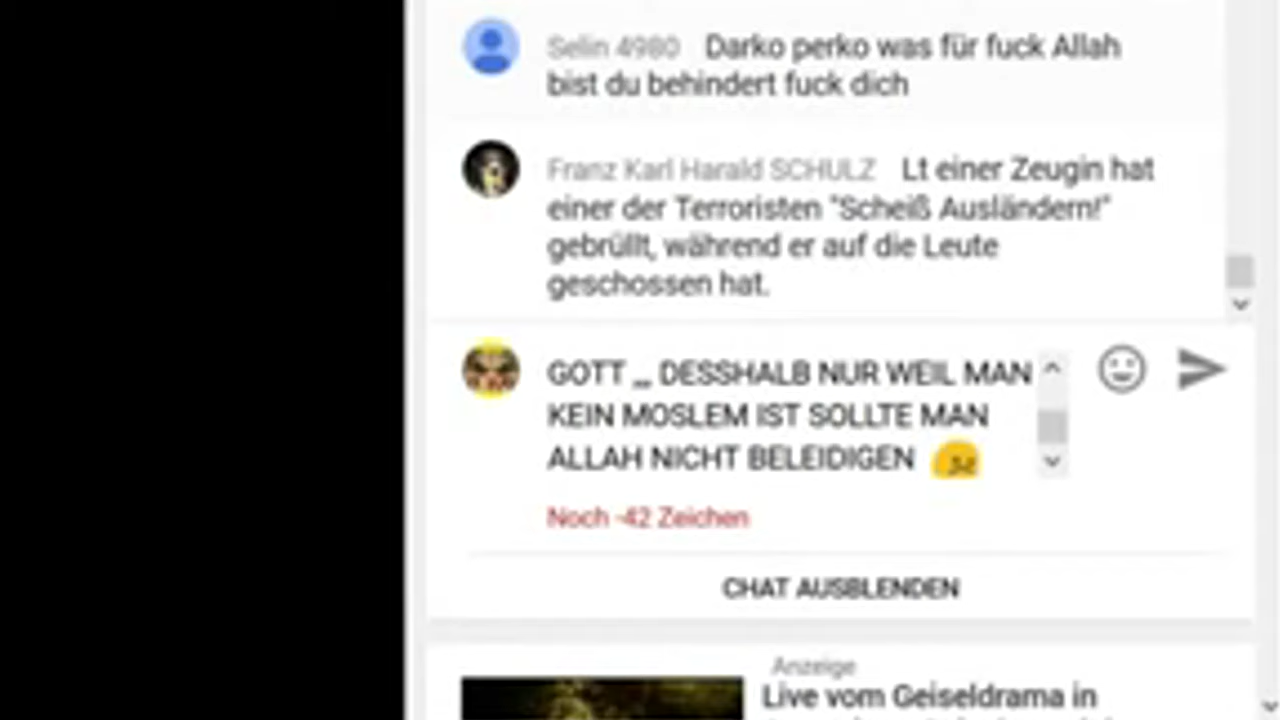 Selin 4980 Darko perko was für fuck Allah
bist du behindert fuck dich
Franz Karl Harald SCHULZ Lt einer Zeugin hat
einer der Terroristen "Scheiß Ausländern!"
gebrüllt, während er auf die Leute
geschossen hat.
GOTT ,,, DESSHALB NUR WEIL MAN
KEIN MOSLEM IST SOLLTE MAN
ALLAH NICHT BELEIDIGEN
Noch -42 Zeichen
CHAT AUSBLENDEN
Anzeige
Live vom Geiseldrama in